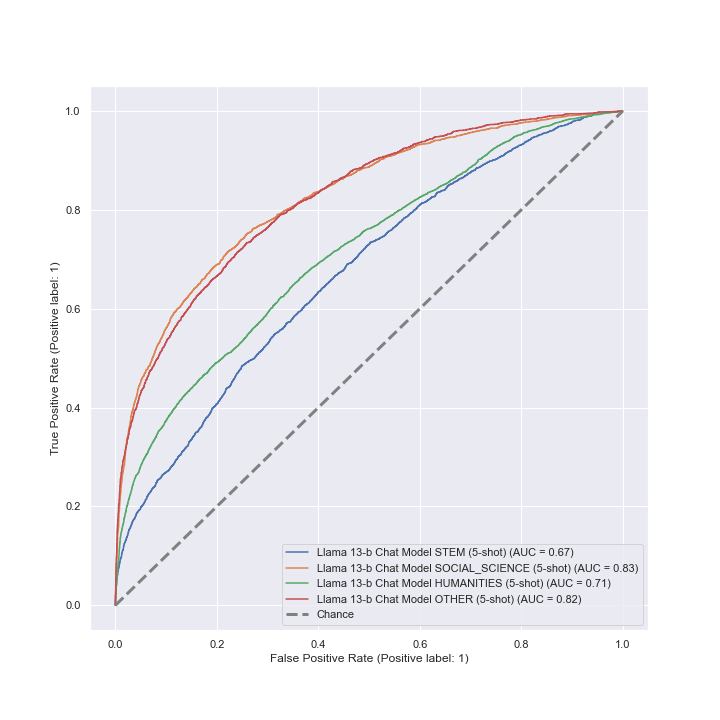 1.0
0.8
0.6
0.4
0.2
0.0
True Positive Rate (Positive label: 1)
Llama 13-b Chat Model STEM (5-shot) (AUC = 0.67)
Llama 13-b Chat Model SOCIAL_SCIENCE (5-shot) (AUC = 0.83)
Llama 13-b Chat Model HUMANITIES (5-shot) (AUC = 0.71)
Llama 13-b Chat Model OTHER (5-shot) (AUC = 0.82)
Chance
0.0 0.2 0.4 0.6 0.8 1.0
False Positive Rate (Positive label: 1)